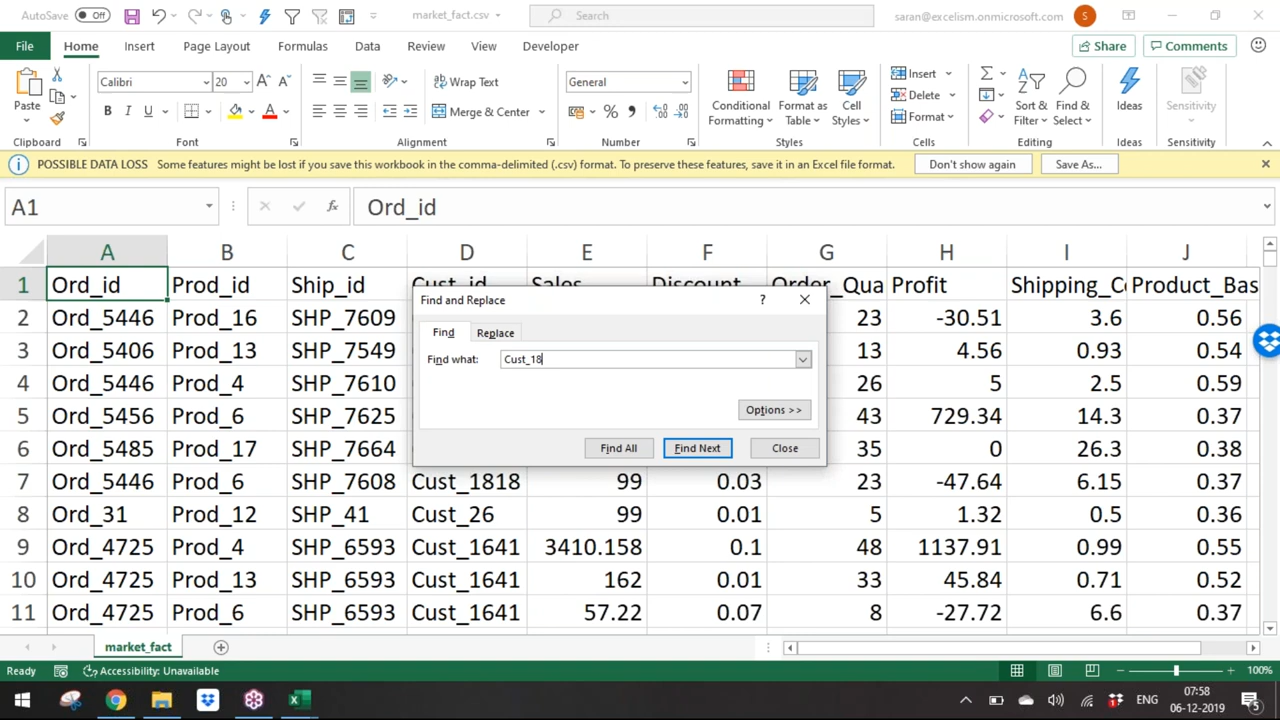 AutoSave Off market_fact.csv Search saran@excelism.onmicrosoft.com S
File Home Insert Page Layout Formulas Data Review View Developer Share Comments
Paste Calibri 20 Wrap Text General Conditional Formatting Format as Table Cell Styles Insert Sort & Filter Find & Select Ideas Sensitivity
B I U A Merge & Center % Delete
Format
Clipboard Font Alignment Number Styles Cells Editing Ideas Sensitivity
POSSIBLE DATA LOSS Some features might be lost if you save this workbook in the comma-delimited (.csv) format. To preserve these features, save it in an Excel file format. Don't show again Save As...
A1 fx Ord_id
A B C D E F G H I J
1 Ord_id Prod_id Ship_id Cust_id Sales Discount Order_Qua Profit Shipping_Co Product_Bas
Find and Replace ?
2 Ord_5446 Prod_16 SHP_7609 23 -30.51 3.6 0.56
Find Replace
3 Ord_5406 Prod_13 SHP_7549 13 4.56 0.93 0.54
Find what: Cust_18
4 Ord_5446 Prod_4 SHP_7610 26 5 2.5 0.59
Options >>
5 Ord_5456 Prod_6 SHP_7625 43 729.34 14.3 0.37
6 Ord_5485 Prod_17 SHP_7664 35 0 26.3 0.38
Find All Find Next Close
7 Ord_5446 Prod_6 SHP_7608 Cust_1818 99 0.03 23 -47.64 6.15 0.37
8 Ord_31 Prod_12 SHP_41 Cust_26 99 0.01 5 1.32 0.5 0.36
9 Ord_4725 Prod_4 SHP_6593 Cust_1641 3410.158 0.1 48 1137.91 0.99 0.55
10 Ord_4725 Prod_13 SHP_6593 Cust_1641 162 0.01 33 45.84 0.71 0.52
11 Ord_4725 Prod_6 SHP_6593 Cust_1641 57.22 0.07 8 -27.72 6.6 0.37
market_fact
Ready Accessibility: Unavailable 100%
ENG 07:58
06-12-2019 5